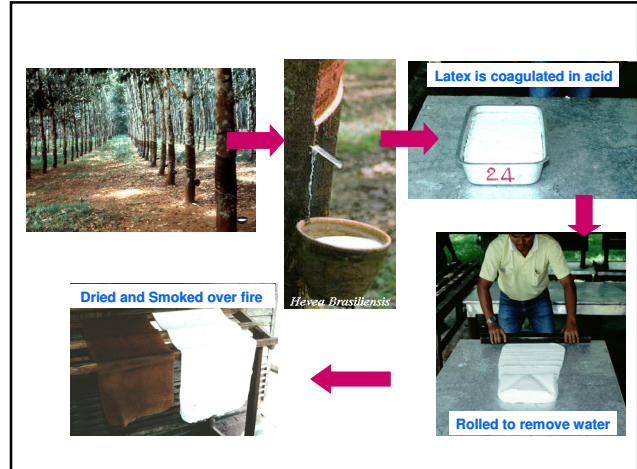 Latex is coagulated in acid
24
Hevea Brasiliensis
Rolled to remove water
Dried and Smoked over fire